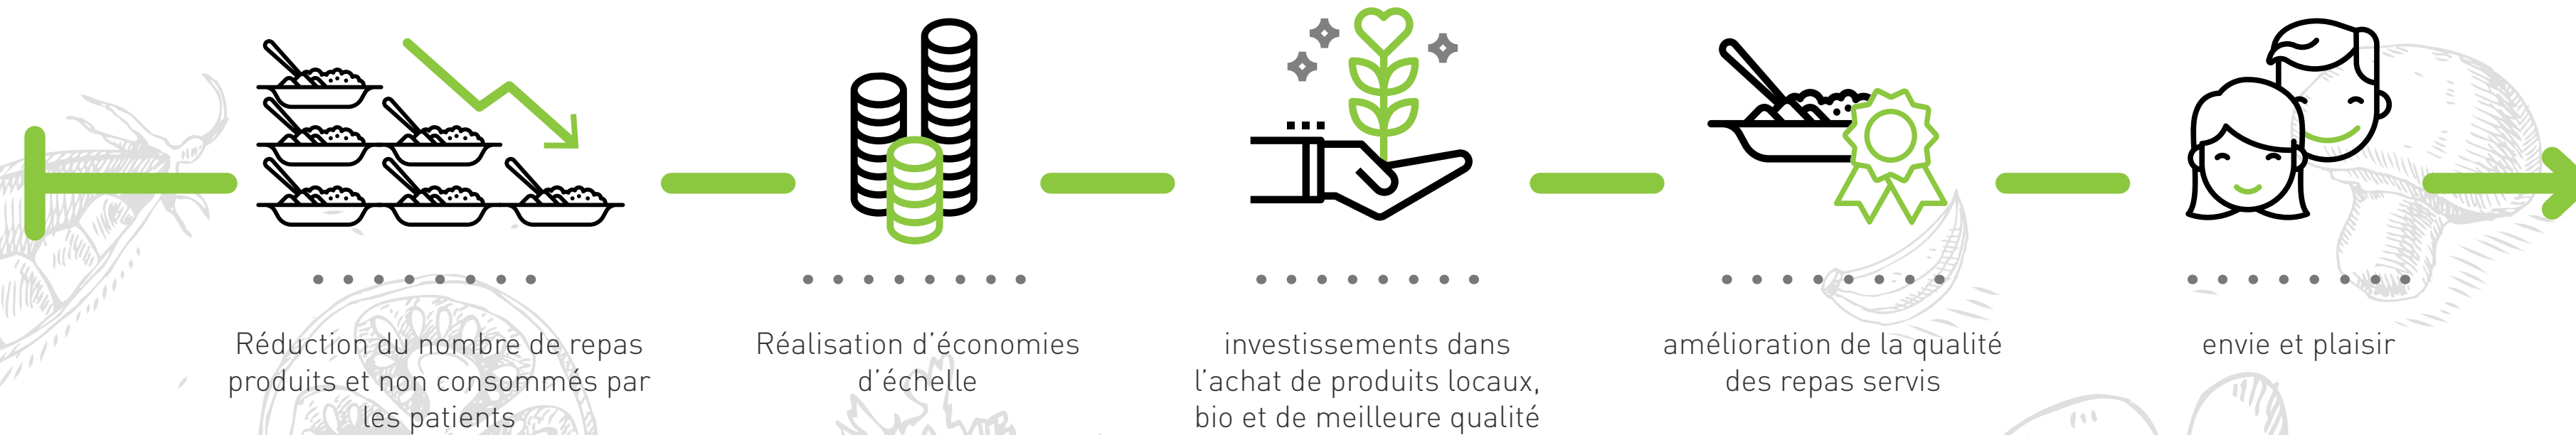 Réduction du nombre de repas
produits et non consommés par
les patients
Réalisation d’économies
d’échelle
investissements dans
l’achat de produits locaux,
bio et de meilleure qualité
amélioration de la qualité
des repas servis
envie et plaisir